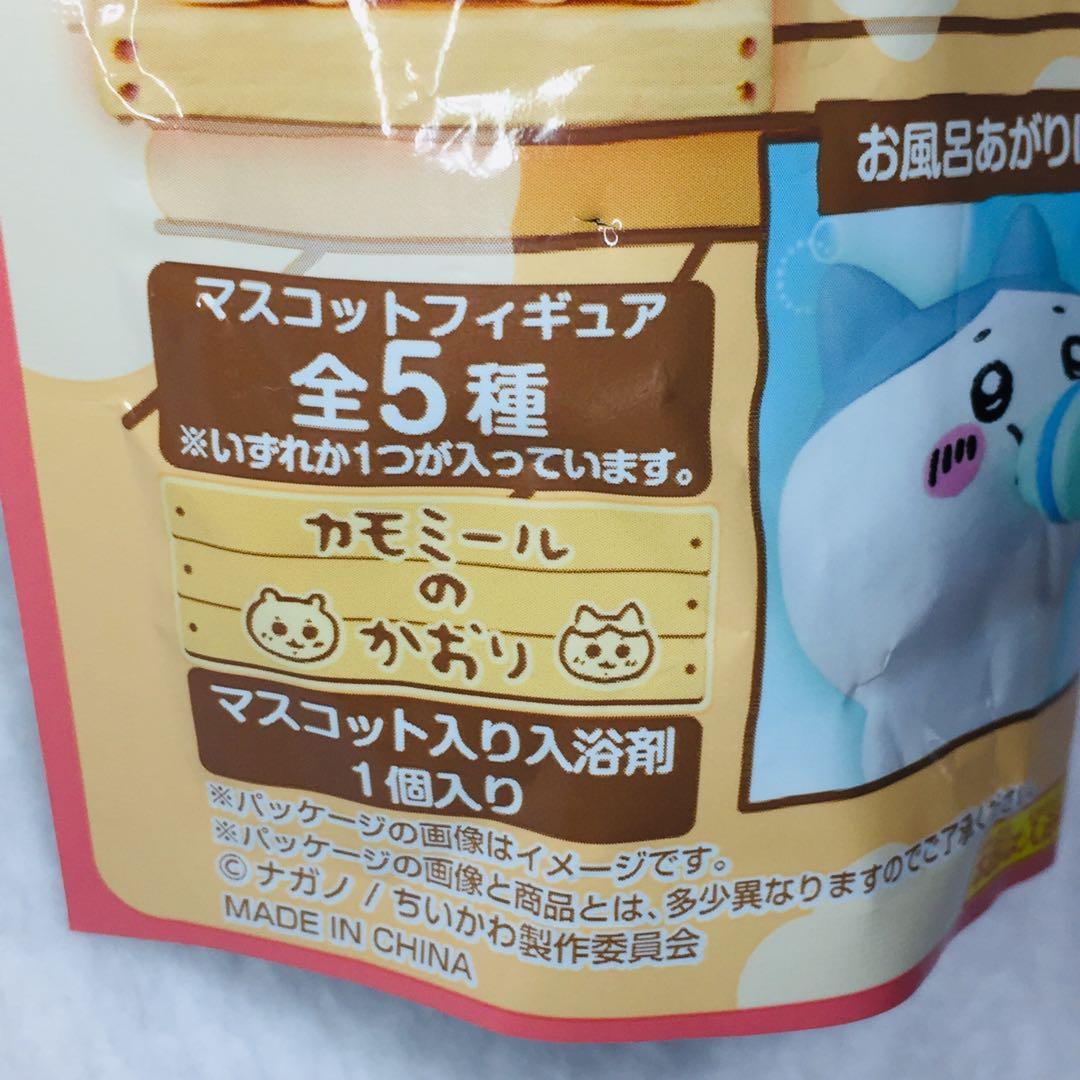 お風呂あがり
マスコットフィギュア
全5種
※いずれか1つが入っています。
カモミール
の
かおり
マスコット入り入浴剤
1個入り
※パッケージの画像はイメージです。
※パッケージの画像と商品とは、多少異なりますのでご了承ください。
©ナガノ / ちいかわ製作委員会
MADE IN CHINA